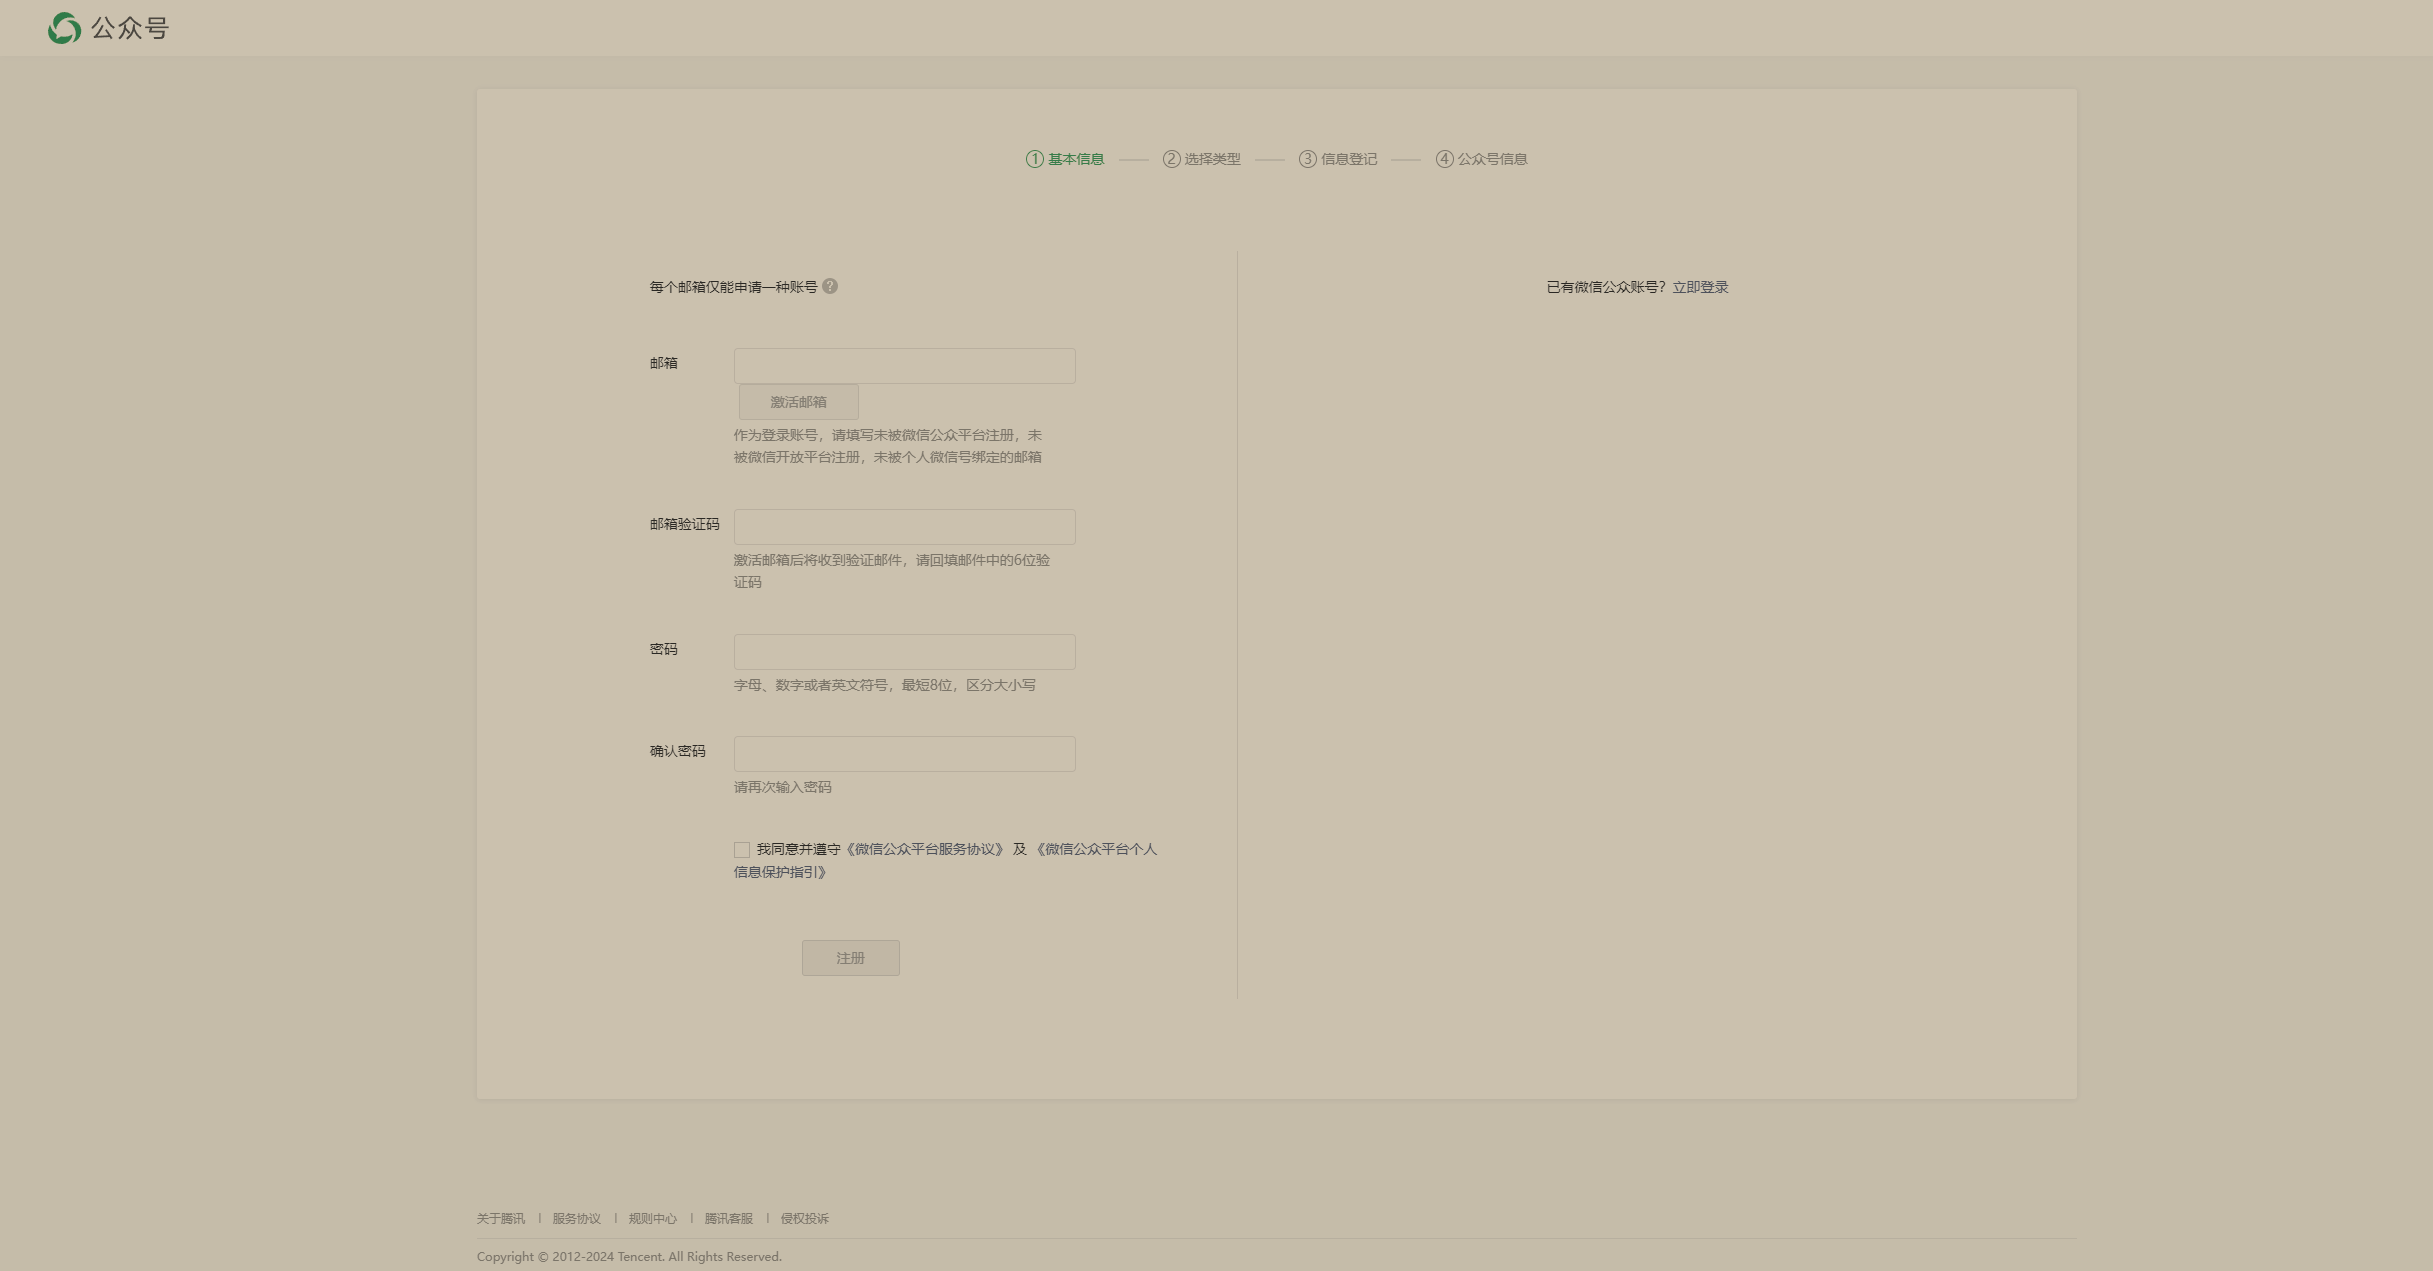 公众号
① 基本信息 ② 选择类型 ③ 信息登记 ④ 公众号信息
每个邮箱仅能申请一种账号 ?
已有微信公众账号？立即登录
邮箱
激活邮箱
作为登录账号，请填写未被微信公众平台注册，未
被微信开放平台注册，未被个人微信号绑定的邮箱
邮箱验证码
激活邮箱后将收到验证邮件，请回填邮件中的6位验
证码
密码
字母、数字或者英文符号，最短8位，区分大小写
确认密码
请再次输入密码
我同意并遵守《微信公众平台服务协议》 及 《微信公众平台个人
信息保护指引》
注册
关于腾讯 | 服务协议 | 规则中心 | 腾讯客服 | 侵权投诉
Copyright © 2012-2024 Tencent. All Rights Reserved.